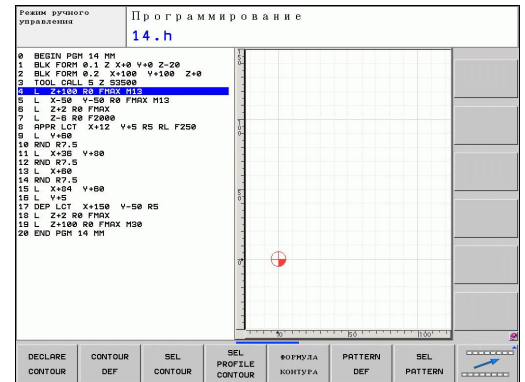 Режим ручного
управления
Программирование
14.h
0 BEGIN PGM 14 MM
1 BLK FORM 0.1 Z X+0 Y+0 Z-20
2 BLK FORM 0.2 X+100 Y+100 Z+0
3 TOOL CALL 5 Z S3500
4 L Z+100 R0 FMAX M13
5 L X-50 Y-50 R0 FMAX M13
6 L Z+2 R0 FMAX
7 L Z-6 R0 F2000
8 APPR LCT X+12 Y+5 R5 RL F250
9 L Y+60
10 RND R7.5
11 L X+36 Y+80
12 RND R7.5
13 L X+60
14 RND R7.5
15 L X+84 Y+60
16 L Y+5
17 DEP LCT X+150 Y-50 R5
18 L Z+2 R0 FMAX
19 L Z+100 R0 FMAX M30
20 END PGM 14 MM
DECLARE
CONTOUR
CONTOUR
DEF
SEL
CONTOUR
SEL
PROFILE
CONTOUR
ФОРМУЛА
КОНТУРА
PATTERN
DEF
SEL
PATTERN